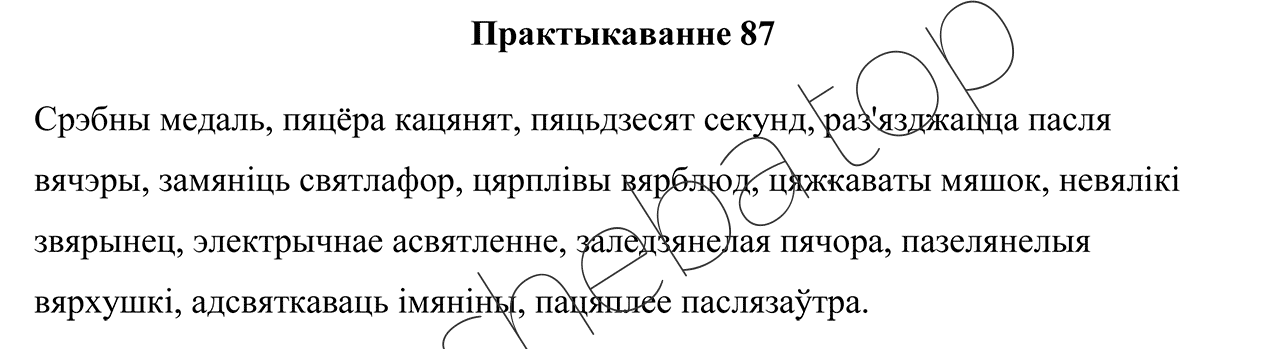 Практыкаванне 87
Срэбны медаль, пяцёра кацянят, пяцьдзесят секунд, раз'язджацца пасля
вячэры, замяніць святлафор, цярплівы вярблюд, цяжкаваты мяшок, невялікі
звярынец, электрычнае асвятленне, заледзянелая пячора, пазелянелыя
вярхушкі, адсвяткаваць імяніны, пацяплее паслязаўтра.